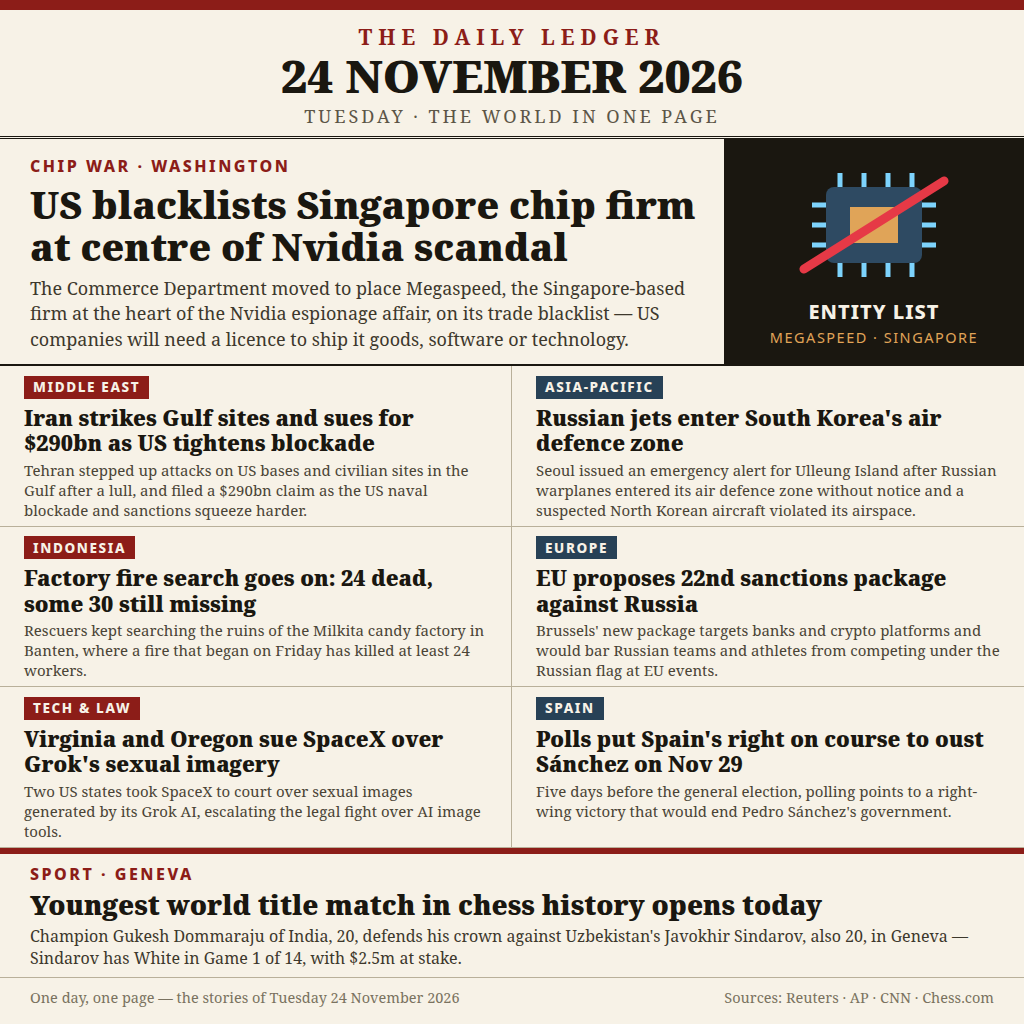 THE DAILY LEDGER
24 NOVEMBER 2026
TUESDAY · THE WORLD IN ONE PAGE
CHIP WAR · WASHINGTON
US blacklists Singapore chip firm
at centre of Nvidia scandal
The Commerce Department moved to place Megaspeed, the Singapore-based
firm at the heart of the Nvidia espionage affair, on its trade blacklist — US
companies will need a licence to ship it goods, software or technology.
ENTITY LIST
MEGASPEED · SINGAPORE
MIDDLE EAST
Iran strikes Gulf sites and sues for
$290bn as US tightens blockade
Tehran stepped up attacks on US bases and civilian sites in the
Gulf after a lull, and filed a $290bn claim as the US naval
blockade and sanctions squeeze harder.
ASIA-PACIFIC
Russian jets enter South Korea's air
defence zone
Seoul issued an emergency alert for Ulleung Island after Russian
warplanes entered its air defence zone without notice and a
suspected North Korean aircraft violated its airspace.
INDONESIA
Factory fire search goes on: 24 dead,
some 30 still missing
Rescuers kept searching the ruins of the Milkita candy factory in
Banten, where a fire that began on Friday has killed at least 24
workers.
EUROPE
EU proposes 22nd sanctions package
against Russia
Brussels' new package targets banks and crypto platforms and
would bar Russian teams and athletes from competing under the
Russian flag at EU events.
TECH & LAW
Virginia and Oregon sue SpaceX over
Grok's sexual imagery
Two US states took SpaceX to court over sexual images
generated by its Grok AI, escalating the legal fight over AI image
tools.
SPAIN
Polls put Spain's right on course to oust
Sánchez on Nov 29
Five days before the general election, polling points to a right-
wing victory that would end Pedro Sánchez's government.
SPORT · GENEVA
Youngest world title match in chess history opens today
Champion Gukesh Dommaraju of India, 20, defends his crown against Uzbekistan's Javokhir Sindarov, also 20, in Geneva —
Sindarov has White in Game 1 of 14, with $2.5m at stake.
One day, one page — the stories of Tuesday 24 November 2026
Sources: Reuters · AP · CNN · Chess.com